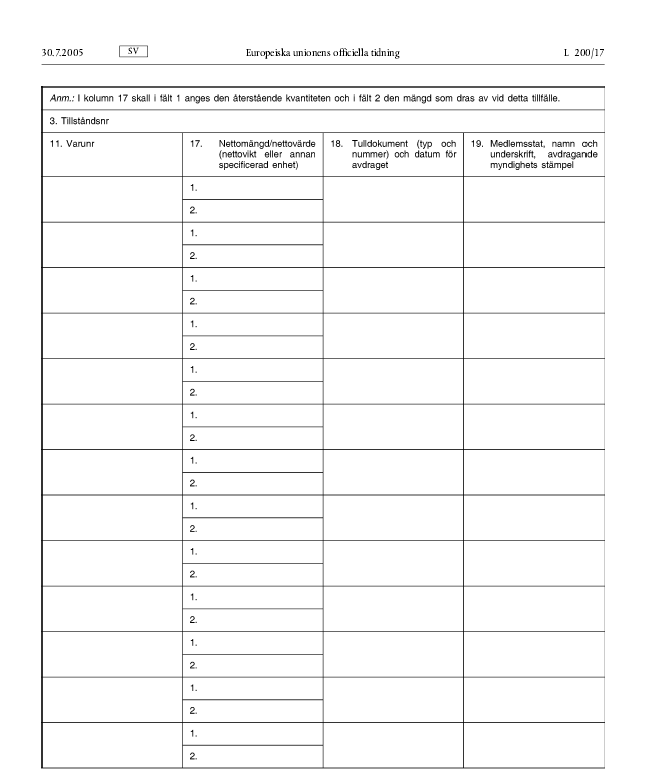 30.7.2005 SV Europeiska unionens officiella tidning L 200/17
Anm.: I kolumn 17 skall i fält 1 anges den återstående kvantiteten och i fält 2 den mängd som dras av vid detta tillfälle.
3. Tillståndsnr
11. Varunr
17. Nettomängd/nettovärde
(nettovikt eller annan
specificerad enhet)
18. Tulldokument (typ och
nummer) och datum för
avdraget
19. Medlemsstat, namn och
underskrift, avdragande
myndighets stämpel
1.
2.
1.
2.
1.
2.
1.
2.
1.
2.
1.
2.
1.
2.
1.
2.
1.
2.
1.
2.
1.
2.
1.
2.
1.
2.